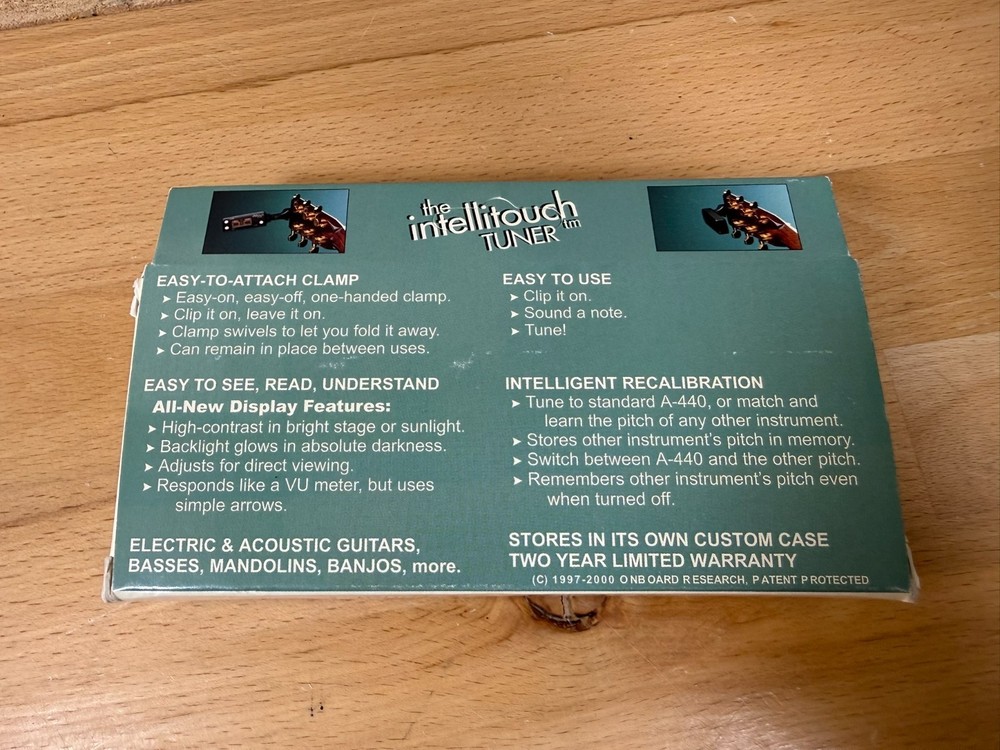 the
intellitouch tm
TUNER
EASY-TO-ATTACH CLAMP
➤ Easy-on, easy-off, one-handed clamp.
➤ Clip it on, leave it on.
➤ Clamp swivels to let you fold it away.
➤ Can remain in place between uses.
EASY TO SEE, READ, UNDERSTAND
All-New Display Features:
➤ High-contrast in bright stage or sunlight.
➤ Backlight glows in absolute darkness.
➤ Adjusts for direct viewing.
➤ Responds like a VU meter, but uses
simple arrows.
ELECTRIC & ACOUSTIC GUITARS,
BASSES, MANDOLINS, BANJOS, more.
EASY TO USE
➤ Clip it on.
➤ Sound a note.
➤ Tune!
INTELLIGENT RECALIBRATION
➤ Tune to standard A-440, or match and
learn the pitch of any other instrument.
➤ Stores other instrument's pitch in memory.
➤ Switch between A-440 and the other pitch.
➤ Remembers other instrument's pitch even
when turned off.
STORES IN ITS OWN CUSTOM CASE
TWO YEAR LIMITED WARRANTY
(C) 1997-2000 ONBOARD RESEARCH, PATENT PROTECTED